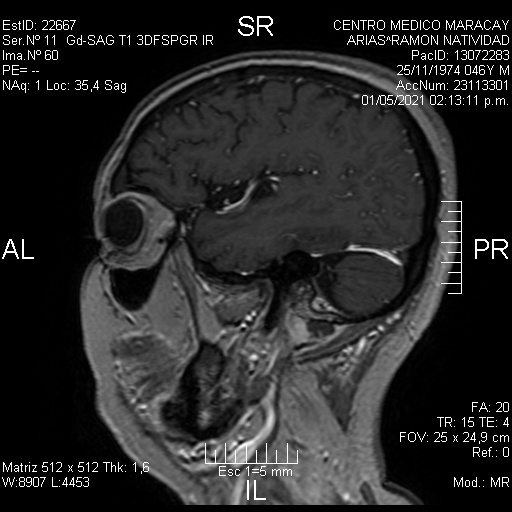 EstID: 22667
Ser.Nº 11 Gd-SAG T1 3DFSPGR IR
Ima.Nº 60
PE= --
NAq: 1 Loc: 35,4 Sag
SR
CENTRO MEDICO MARACAY
ARIAS^RAMON NATIVIDAD
PacID: 13072283
25/11/1974 046Y M
AccNum: 23113301
01/05/2021 02:13:11 p.m.
AL
PR
FA: 20
TR: 15 TE: 4
FOV: 25 x 24,9 cm
Ref.: 0
Mod.: MR
Matriz 512 x 512 Thk: 1,6
W:8907 L:4453
Esc 1=5 mm
IL